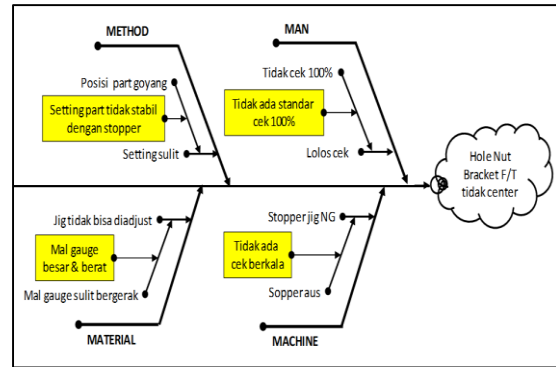 METHOD
MAN
Posisi part goyang
Setting part tidak stabil
dengan stopper
Setting sulit
Tidak cek 100%
Tidak ada standar
cek 100%
Lolos cek
Hole Nut
Bracket F/T
tidak center
Jig tidak bisa diadjust
Mal gauge
besar & berat
Mal gauge sulit bergerak
MATERIAL
Stopper jig NG
Tidak ada
cek berkala
Sopper aus
MACHINE